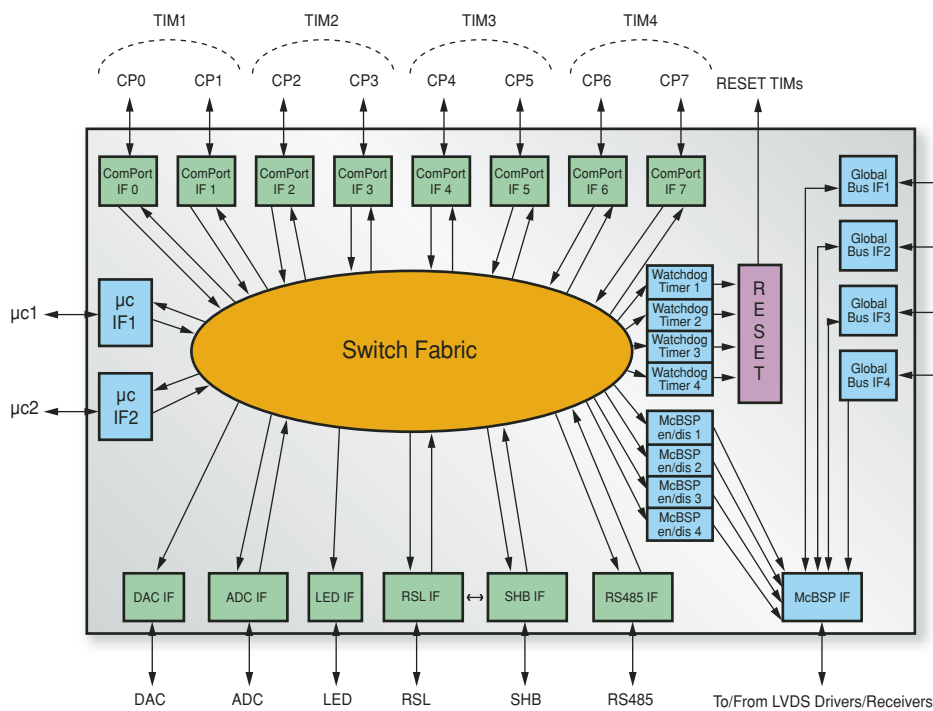 TIM1 TIM2 TIM3 TIM4
CP0 CP1 CP2 CP3 CP4 CP5 CP6 CP7 RESET TIMs
ComPort
IF 0
ComPort
IF 1
ComPort
IF 2
ComPort
IF 3
ComPort
IF 4
ComPort
IF 5
ComPort
IF 6
ComPort
IF 7
Global
Bus IF1
Global
Bus IF2
Global
Bus IF3
Global
Bus IF4
µc1
µc
IF1
µc2
µc
IF2
Switch Fabric
Watchdog
Timer 1
Watchdog
Timer 2
Watchdog
Timer 3
Watchdog
Timer 4
RESET
McBSP
en/dis 1
McBSP
en/dis 2
McBSP
en/dis 3
McBSP
en/dis 4
DAC IF
ADC IF
LED IF
RSL IF
SHB IF
RS485 IF
McBSP IF
DAC ADC LED RSL SHB RS485 To/From LVDS Drivers/Receivers